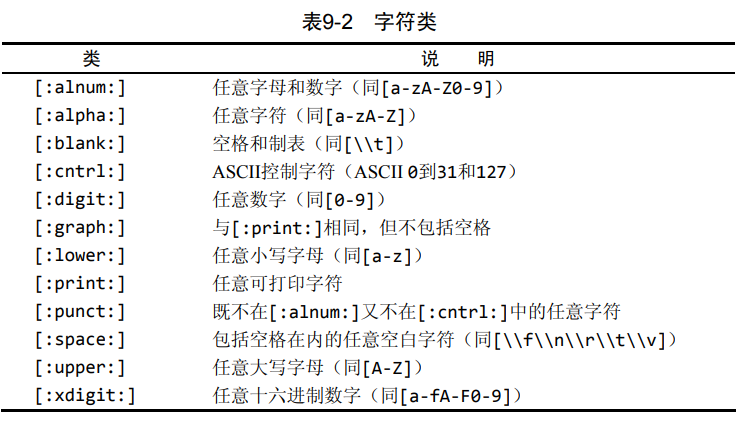 表9-2 字符类
类 说 明
[:alnum:] 任意字母和数字（同[a-zA-Z0-9]）
[:alpha:] 任意字符（同[a-zA-Z]）
[:blank:] 空格和制表（同[\\t]）
[:cntrl:] ASCII控制字符（ASCII 0到31和127）
[:digit:] 任意数字（同[0-9]）
[:graph:] 与[:print:]相同，但不包括空格
[:lower:] 任意小写字母（同[a-z]）
[:print:] 任意可打印字符
[:punct:] 既不在[:alnum:]又不在[:cntrl:]中的任意字符
[:space:] 包括空格在内的任意空白字符（同[\\f\\n\\r\\t\\v]）
[:upper:] 任意大写字母（同[A-Z]）
[:xdigit:] 任意十六进制数字（同[a-fA-F0-9]）